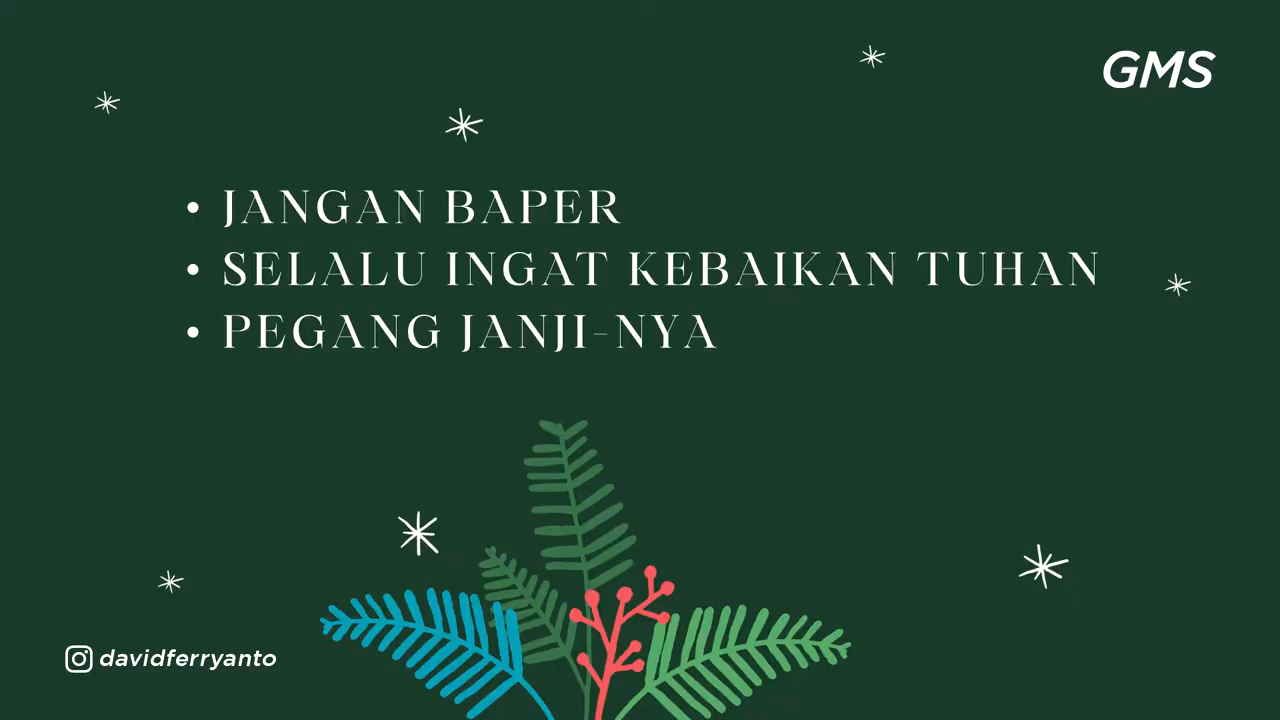 GMS
• JANGAN BAPER
• SELALU INGAT KEBAIKAN TUHAN
• PEGANG JANJI-NYA
davidferryanto